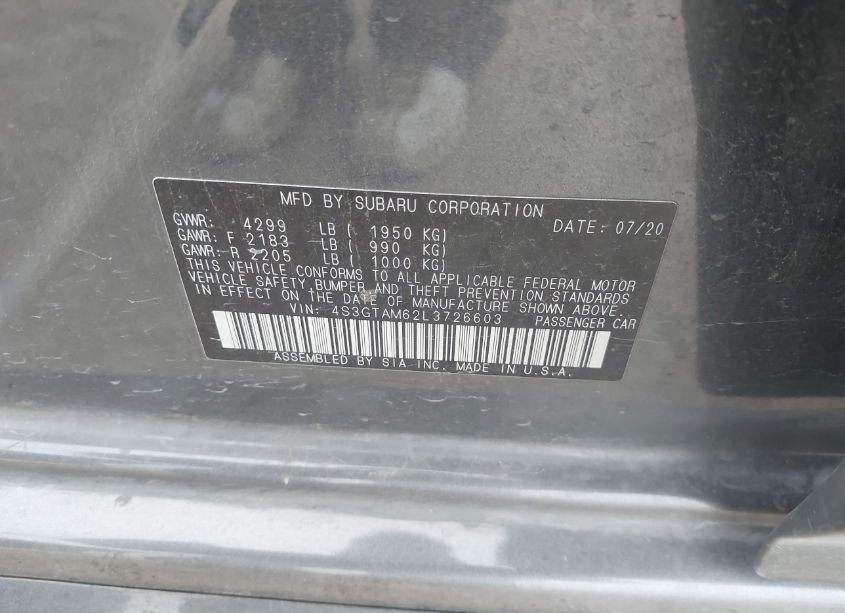 MFD BY SUBARU CORPORATION
GVWR: 4299 LB ( 1950 KG) DATE: 07/20
GAWR: F 2183 LB ( 990 KG)
GAWR: R 2205 LB ( 1000 KG)
THIS VEHICLE CONFORMS TO ALL APPLICABLE FEDERAL MOTOR
VEHICLE SAFETY, BUMPER AND THEFT PREVENTION STANDARDS
IN EFFECT ON THE DATE OF MANUFACTURE SHOWN ABOVE.
VIN: 4S3GTAM62L3726603 PASSENGER CAR
ASSEMBLED BY SIA INC. MADE IN U.S.A.